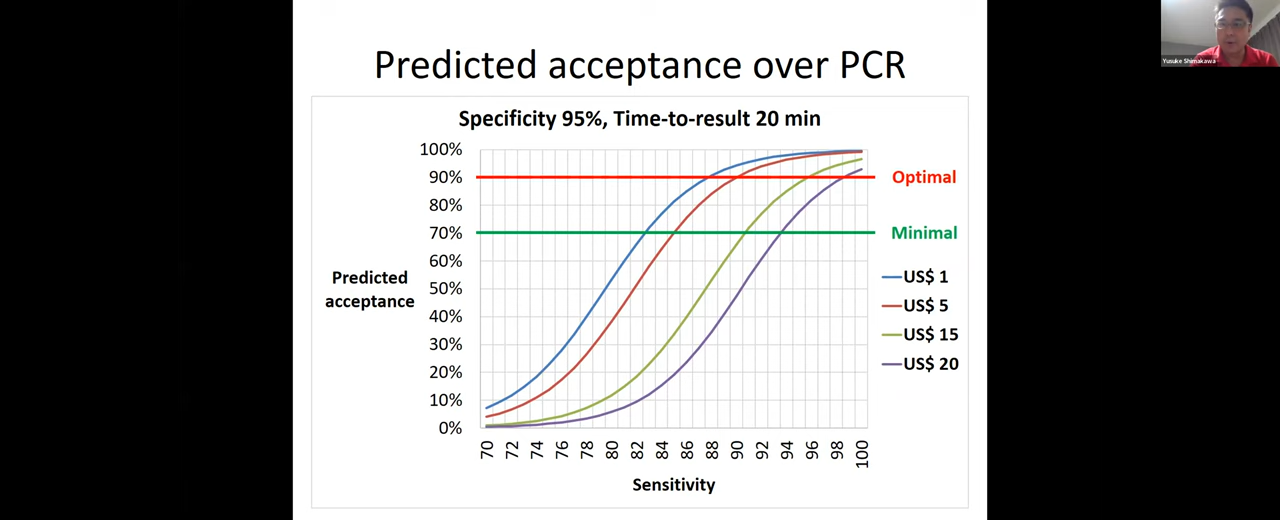 Predicted acceptance over PCR
Yusuke Shimakawa
Specificity 95%, Time-to-result 20 min
100%
90%
80%
70%
60%
50%
40%
30%
20%
10%
0%
Predicted
acceptance
Optimal
Minimal
US$ 1
US$ 5
US$ 15
US$ 20
70
72
74
76
78
80
82
84
86
88
90
92
94
96
98
100
Sensitivity